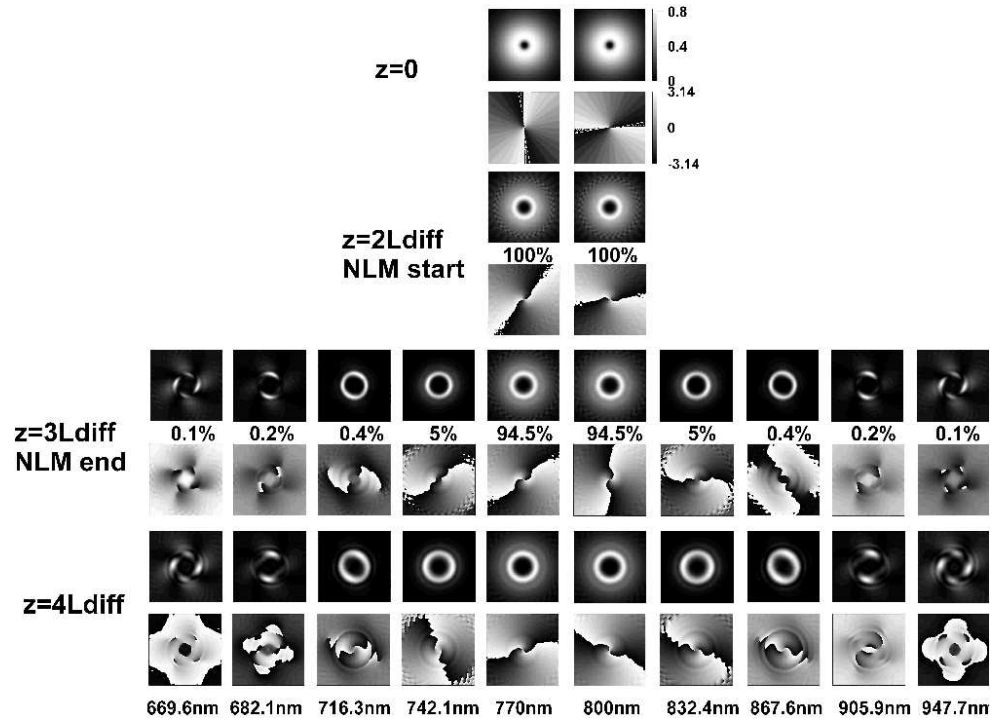 0.8
z=0
0.4
0
3.14
0
-3.14
z=2Ldiff
NLM start
100% 100%
z=3Ldiff
NLM end
0.1% 0.2% 0.4% 5% 94.5% 94.5% 5% 0.4% 0.2% 0.1%
z=4Ldiff
669.6nm 682.1nm 716.3nm 742.1nm 770nm 800nm 832.4nm 867.6nm 905.9nm 947.7nm